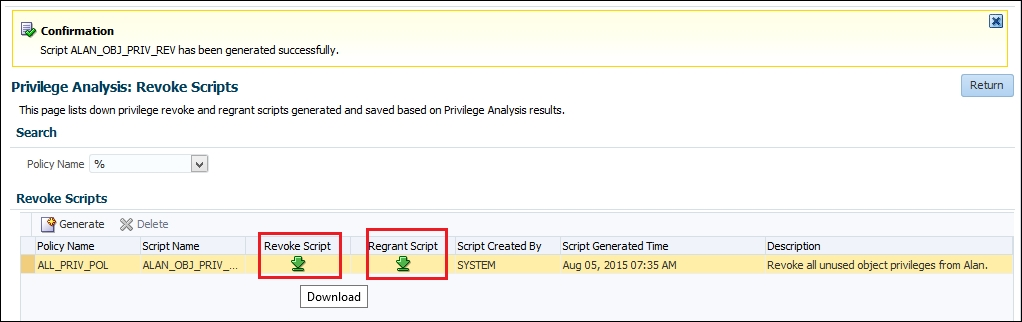 Confirmation
Script ALAN_OBJ_PRIV_REV has been generated successfully.
Privilege Analysis: Revoke Scripts
Return
This page lists down privilege revoke and regrant scripts generated and saved based on Privilege Analysis results.
Search
Policy Name %
Revoke Scripts
Generate Delete
Policy Name Script Name Revoke Script Regrant Script Script Created By Script Generated Time Description
ALL_PRIV_POL ALAN_OBJ_PRIV_... SYSTEM Aug 05, 2015 07:35 AM Revoke all unused object privileges from Alan.
Download